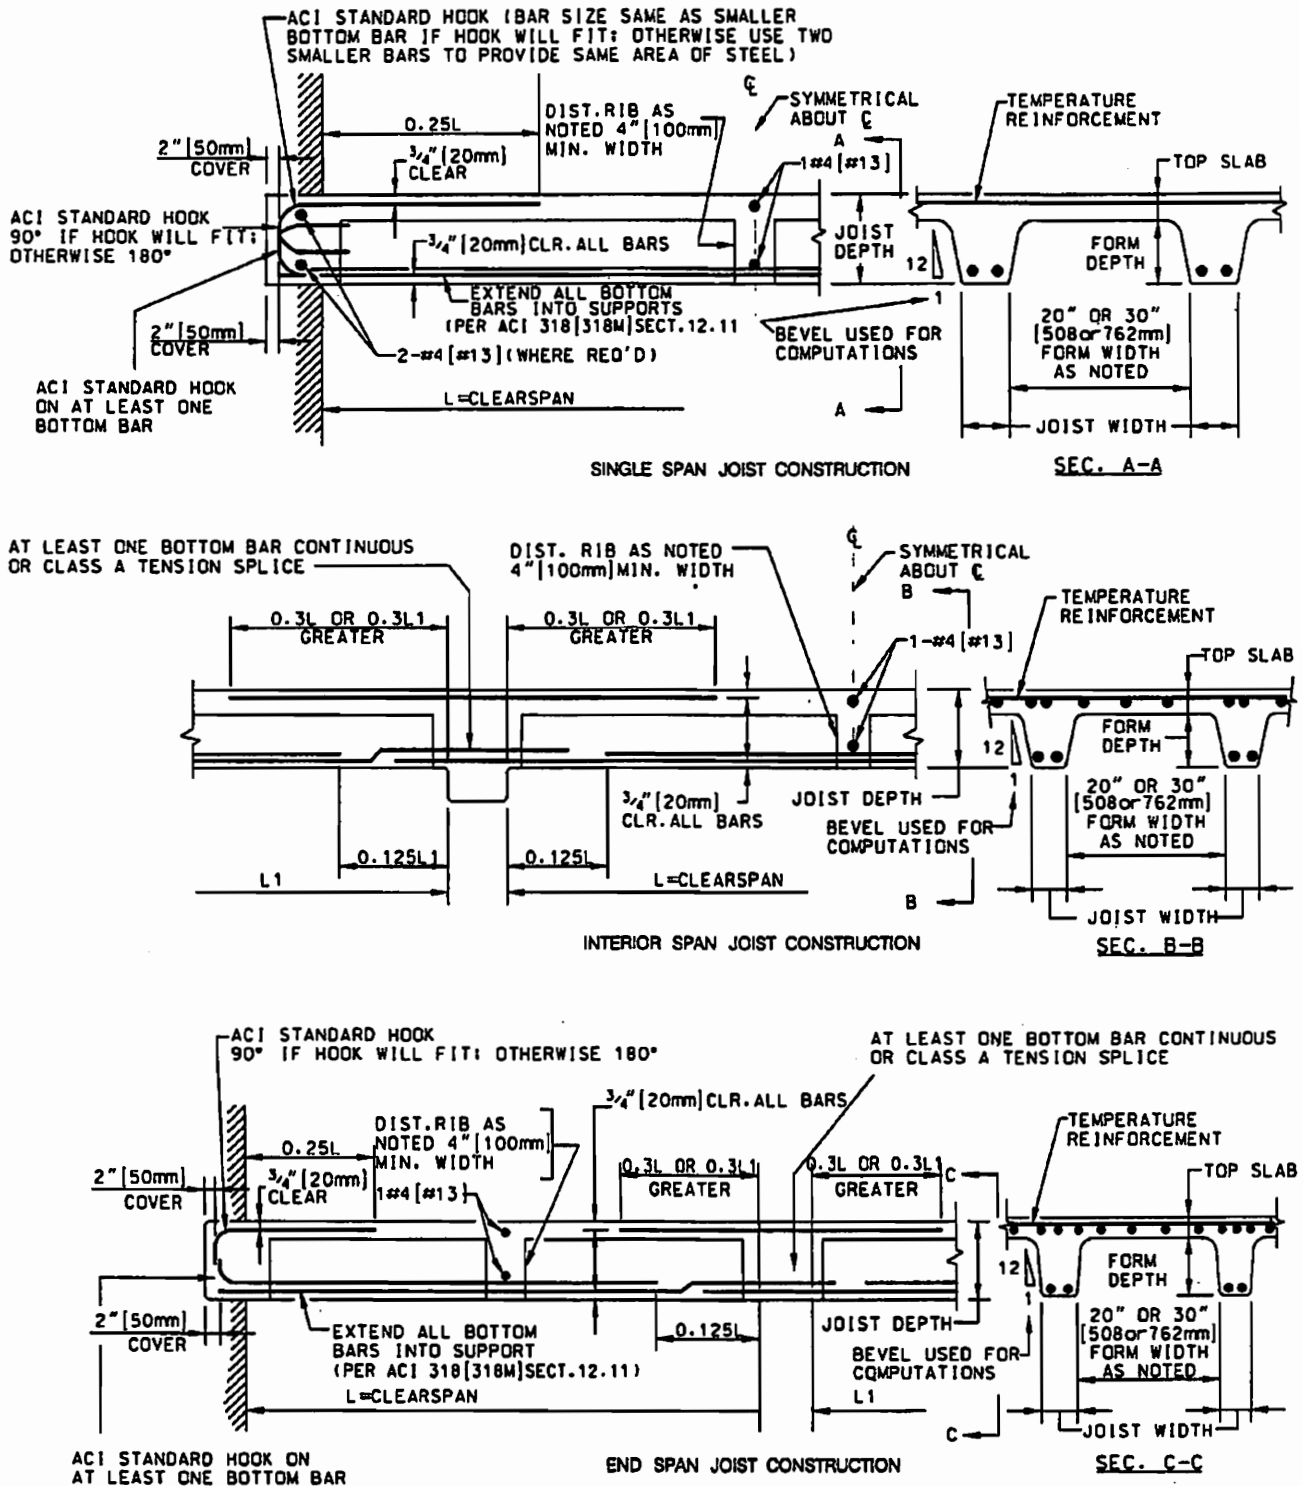 ACI STANDARD HOOK (BAR SIZE SAME AS SMALLER
BOTTOM BAR IF HOOK WILL FIT: OTHERWISE USE TWO
SMALLER BARS TO PROVIDE SAME AREA OF STEEL)
0.25L
DIST.RIB AS
NOTED 4"[100mm]
MIN. WIDTH
℄
SYMMETRICAL
ABOUT ℄
A
TEMPERATURE
REINFORCEMENT
2"[50mm]
COVER
3/4"[20mm]
CLEAR
1#4[#13]
TOP SLAB
ACI STANDARD HOOK
90° IF HOOK WILL FIT:
OTHERWISE 180°
3/4"[20mm]CLR.ALL BARS
JOIST
DEPTH
12
1
FORM
DEPTH
EXTEND ALL BOTTOM
BARS INTO SUPPORTS
(PER ACI 318[318M]SECT.12.11
2"[50mm]
COVER
2-#4[#13](WHERE REQ'D)
BEVEL USED FOR
COMPUTATIONS
20" OR 30"
[508or762mm]
FORM WIDTH
AS NOTED
ACI STANDARD HOOK
ON AT LEAST ONE
BOTTOM BAR
L=CLEARSPAN
A
JOIST WIDTH
SINGLE SPAN JOIST CONSTRUCTION
SEC. A-A
AT LEAST ONE BOTTOM BAR CONTINUOUS
OR CLASS A TENSION SPLICE
DIST. RIB AS NOTED
4"[100mm]MIN. WIDTH
℄
SYMMETRICAL
ABOUT ℄
B
TEMPERATURE
REINFORCEMENT
0.3L OR 0.3L1
GREATER
0.3L OR 0.3L1
GREATER
1-#4[#13]
TOP SLAB
12
1
FORM
DEPTH
3/4"[20mm]
CLR.ALL BARS
JOIST DEPTH
BEVEL USED FOR
COMPUTATIONS
20" OR 30"
[508or762mm]
FORM WIDTH
AS NOTED
0.125L1
0.125L
L1
L=CLEARSPAN
B
JOIST WIDTH
INTERIOR SPAN JOIST CONSTRUCTION
SEC. B-B
ACI STANDARD HOOK
90° IF HOOK WILL FIT: OTHERWISE 180°
AT LEAST ONE BOTTOM BAR CONTINUOUS
OR CLASS A TENSION SPLICE
3/4"[20mm]CLR.ALL BARS
DIST.RIB AS
NOTED 4"[100mm]
MIN. WIDTH
0.25L
TEMPERATURE
REINFORCEMENT
2"[50mm]
COVER
3/4"[20mm]
CLEAR
1#4[#13]
0.3L OR 0.3L1
GREATER
0.3L OR 0.3L1
GREATER
C
TOP SLAB
12
1
FORM
DEPTH
2"[50mm]
COVER
EXTEND ALL BOTTOM
BARS INTO SUPPORT
(PER ACI 318[318M]SECT.12.11)
0.125L
JOIST DEPTH
BEVEL USED FOR
COMPUTATIONS
20" OR 30"
[508or762mm]
FORM WIDTH
AS NOTED
L=CLEARSPAN
L1
C
JOIST WIDTH
ACI STANDARD HOOK ON
AT LEAST ONE BOTTOM BAR
END SPAN JOIST CONSTRUCTION
SEC. C-C